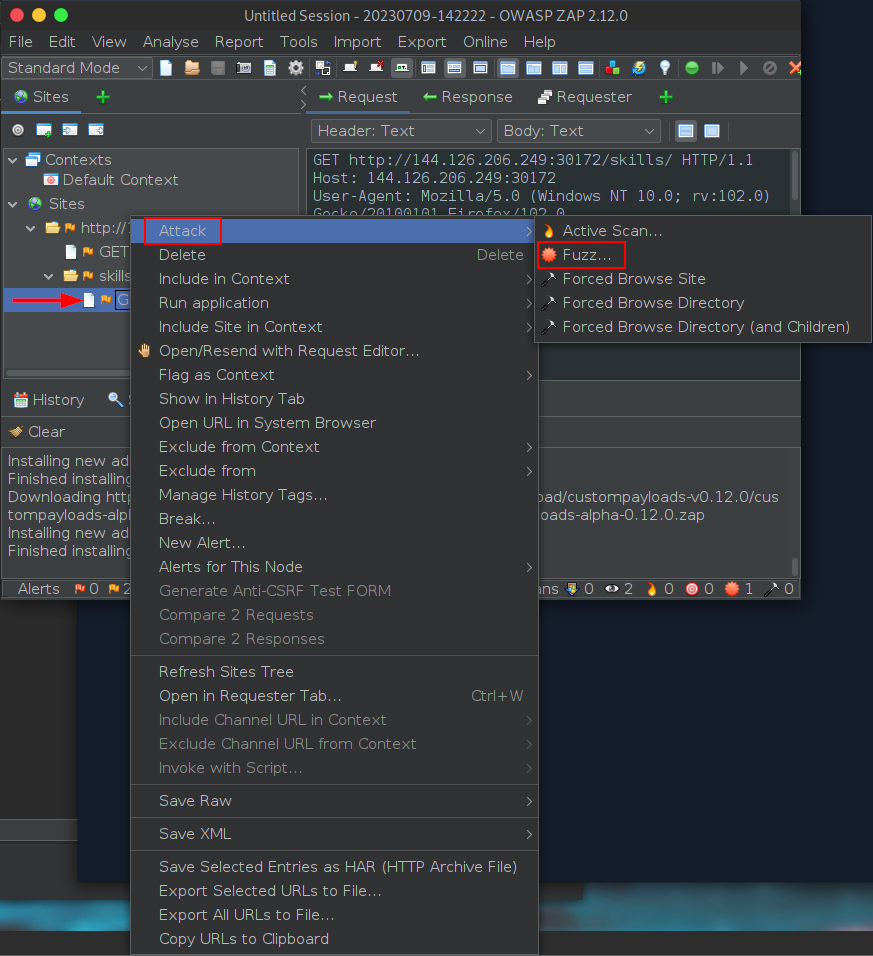 Untitled Session - 20230709-142222 - OWASP ZAP 2.12.0
File Edit View Analyse Report Tools Import Export Online Help
Standard Mode
Sites
Request Response Requester
Header: Text Body: Text
Contexts
Default Context
Sites
http://
GET
skills
G
GET http://144.126.206.249:30172/skills/ HTTP/1.1
Host: 144.126.206.249:30172
User-Agent: Mozilla/5.0 (Windows NT 10.0; rv:102.0)
Gecko/20100101 Firefox/102.0
Attack
Delete Delete
Include in Context
Run application
Include Site in Context
Open/Resend with Request Editor...
Flag as Context
Show in History Tab
Open URL in System Browser
Exclude from Context
Exclude from
Manage History Tags...
Break...
New Alert...
Alerts for This Node
Generate Anti-CSRF Test FORM
Compare 2 Requests
Compare 2 Responses
Refresh Sites Tree
Open in Requester Tab... Ctrl+W
Include Channel URL in Context
Exclude Channel URL from Context
Invoke with Script...
Save Raw
Save XML
Save Selected Entries as HAR (HTTP Archive File)
Export Selected URLs to File...
Export All URLs to File...
Copy URLs to Clipboard
Active Scan...
Fuzz...
Forced Browse Site
Forced Browse Directory
Forced Browse Directory (and Children)
History
Clear
Installing new ad
Finished installing
Downloading http oad/custompayloads-v0.12.0/cus
tompayloads-alph loads-alpha-0.12.0.zap
Installing new ad
Finished installing
Alerts 0 2 ans 0 2 0 0 1 0